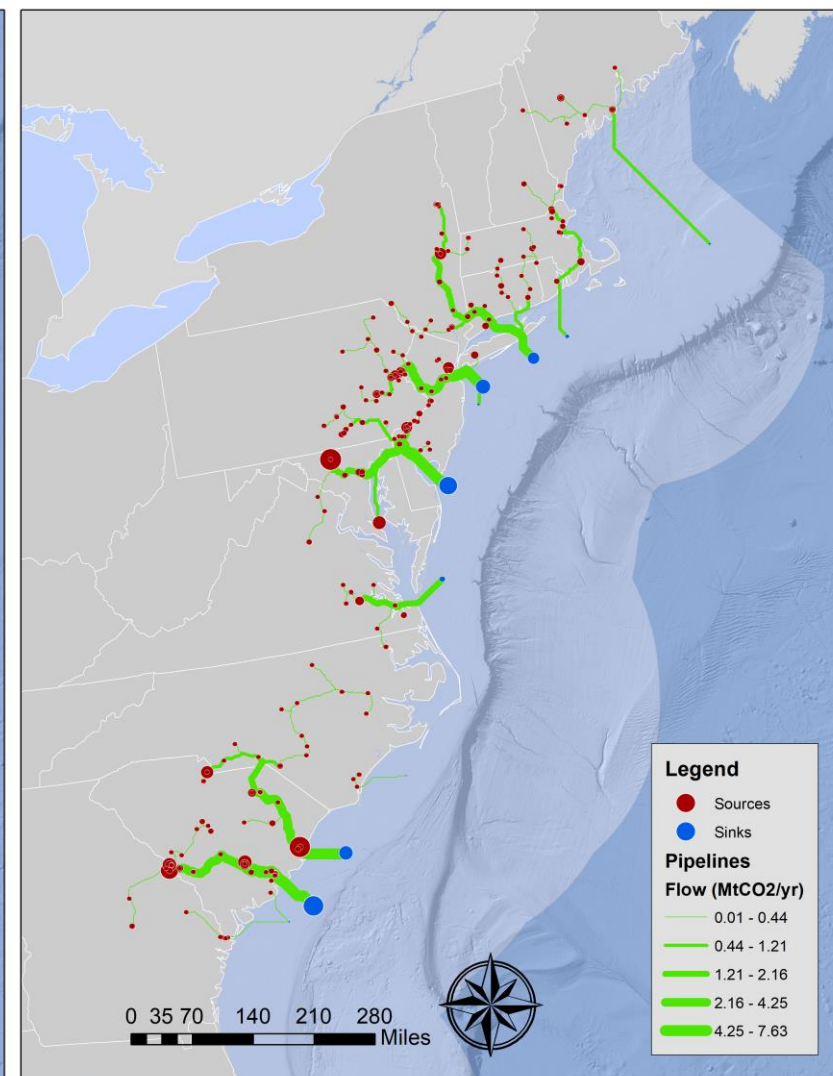 Legend
Sources
Sinks
Pipelines
Flow (MtCO2/yr)
0.01 - 0.44
0.44 - 1.21
1.21 - 2.16
2.16 - 4.25
4.25 - 7.63
0 35 70 140 210 280
Miles